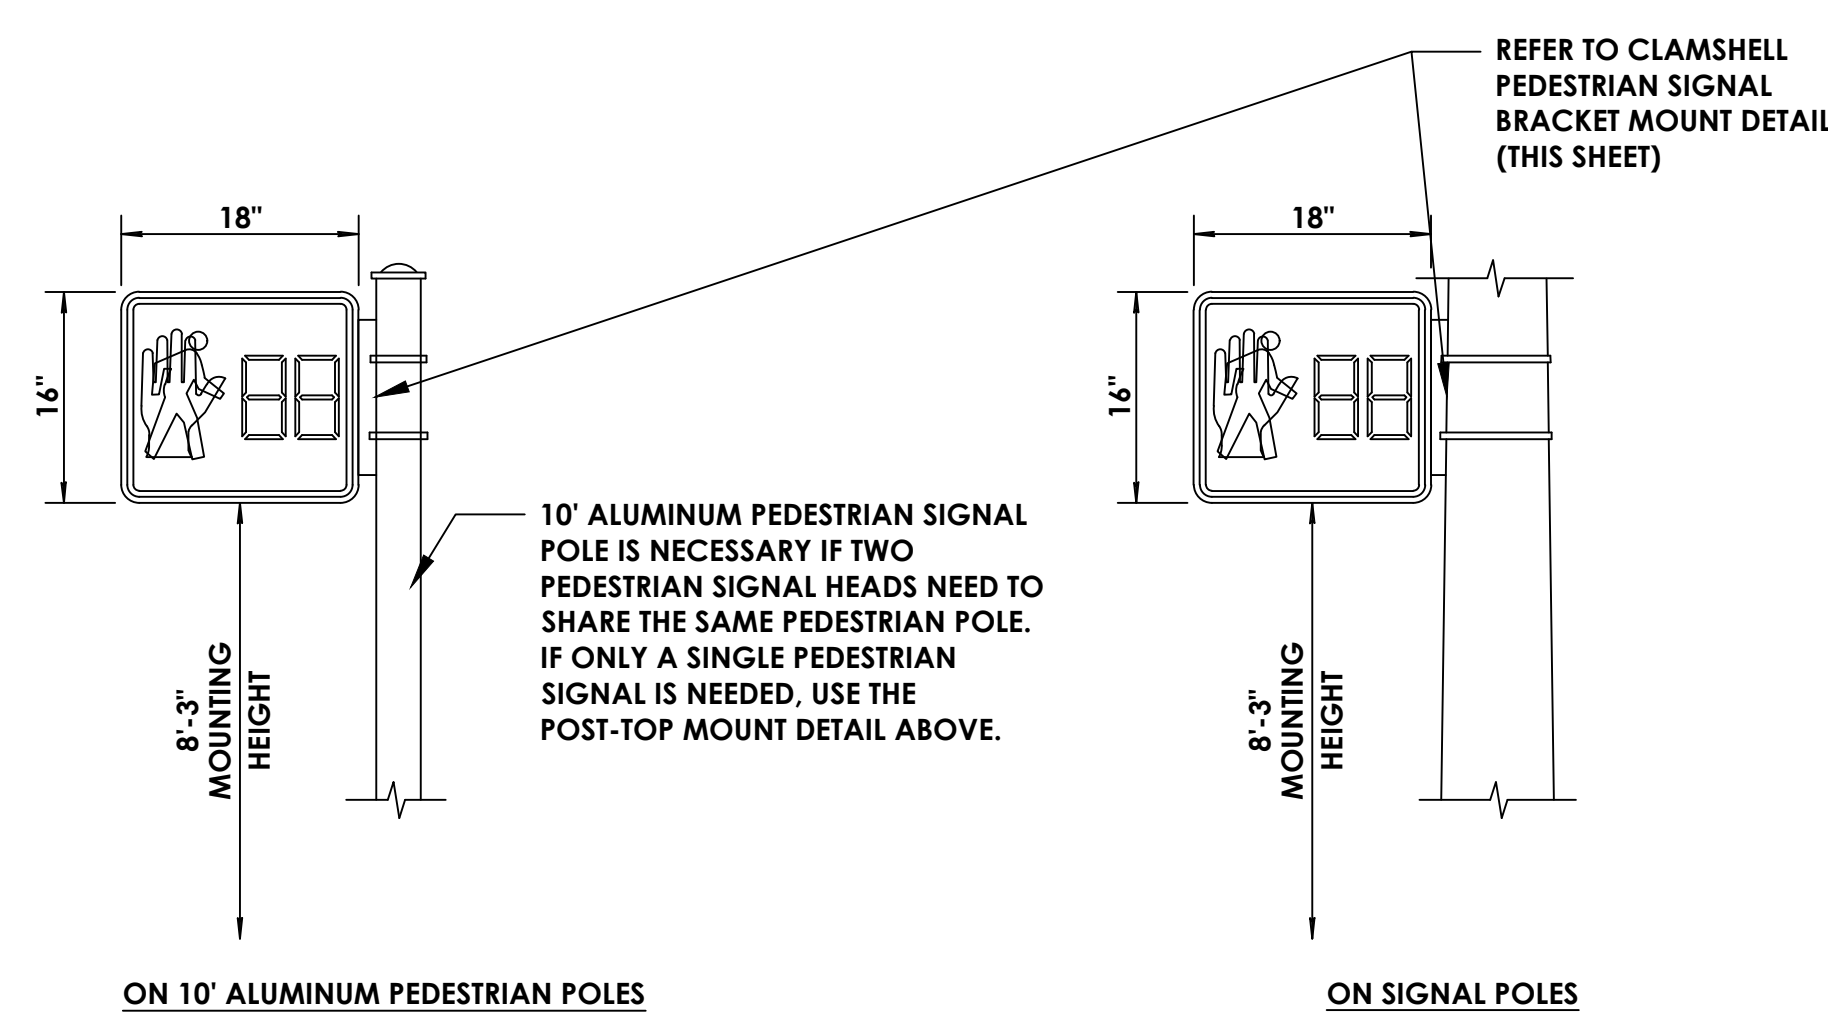 REFER TO CLAMSHELL
PEDESTRIAN SIGNAL
BRACKET MOUNT DETAIL
(THIS SHEET)
18"
18"
16"
16"
10' ALUMINUM PEDESTRIAN SIGNAL
POLE IS NECESSARY IF TWO
PEDESTRIAN SIGNAL HEADS NEED TO
SHARE THE SAME PEDESTRIAN POLE.
IF ONLY A SINGLE PEDESTRIAN
SIGNAL IS NEEDED, USE THE
POST-TOP MOUNT DETAIL ABOVE.
8'-3"
MOUNTING
HEIGHT
8'-3"
MOUNTING
HEIGHT
ON 10' ALUMINUM PEDESTRIAN POLES
ON SIGNAL POLES